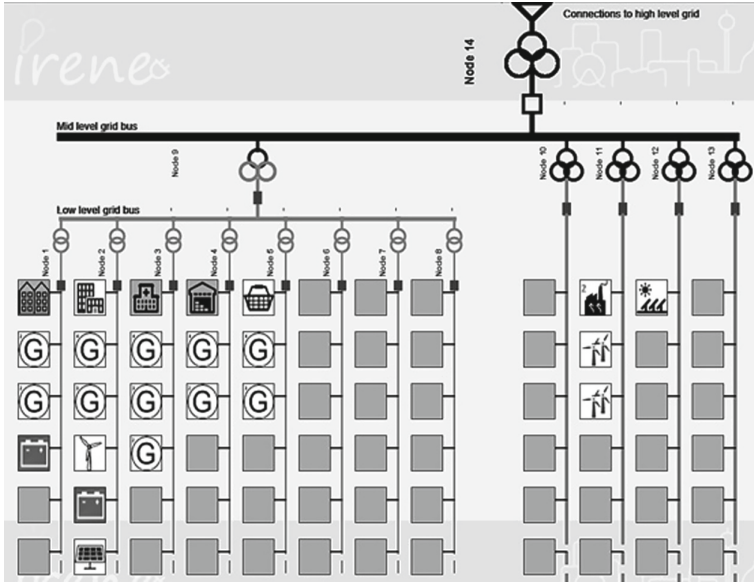 Connections to high level grid
irene
Node 14
Mid level grid bus
Node 9
Node 10
Node 11
Node 12
Node 13
Low level grid bus
Node 1
Node 2
Node 3
Node 4
Node 5
Node 6
Node 7
Node 8
2
G
G
G
G
G
G
G
G
G
G
G